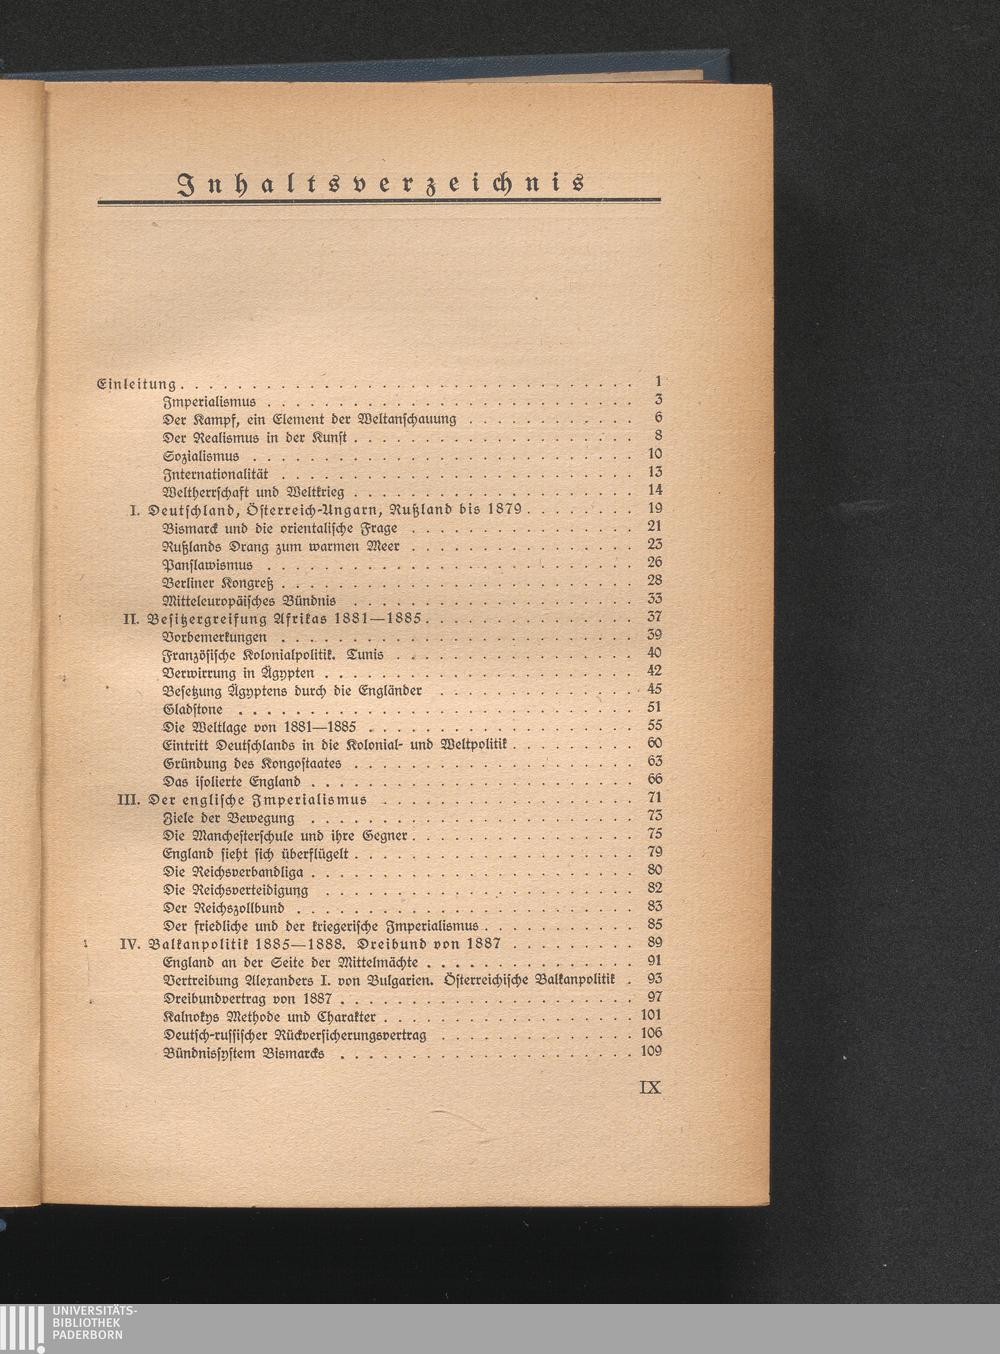 Inhaltsverzeichnis
Einleitung . . . . . . . . . . . . . . . . . . . . . . . . . . . . . . . . 1
Imperialismus . . . . . . . . . . . . . . . . . . . . . . . . . . 3
Der Kampf, ein Element der Weltanschauung . . . . . . . . . . . . 6
Der Realismus in der Kunst . . . . . . . . . . . . . . . . . . . . 8
Sozialismus . . . . . . . . . . . . . . . . . . . . . . . . . . . 10
Internationalität . . . . . . . . . . . . . . . . . . . . . . . . . 13
Weltherrschaft und Weltkrieg . . . . . . . . . . . . . . . . . . . . 14
I. Deutschland, Österreich-Ungarn, Rußland bis 1879 . . . . . . . . 19
Bismarck und die orientalische Frage . . . . . . . . . . . . . . . . 21
Rußlands Drang zum warmen Meer . . . . . . . . . . . . . . . . 23
Panslawismus . . . . . . . . . . . . . . . . . . . . . . . . . . 26
Berliner Kongreß . . . . . . . . . . . . . . . . . . . . . . . . . 28
Mitteleuropäisches Bündnis . . . . . . . . . . . . . . . . . . . . 33
II. Besitzergreifung Afrikas 1881—1885 . . . . . . . . . . . . . . . 37
Vorbemerkungen . . . . . . . . . . . . . . . . . . . . . . . . . 39
Französische Kolonialpolitik. Tunis . . . . . . . . . . . . . . . . . 40
Verwirrung in Ägypten . . . . . . . . . . . . . . . . . . . . . . 42
Besetzung Ägyptens durch die Engländer . . . . . . . . . . . . . . 45
Gladstone . . . . . . . . . . . . . . . . . . . . . . . . . . . . 51
Die Weltlage von 1881—1885 . . . . . . . . . . . . . . . . . . . 55
Eintritt Deutschlands in die Kolonial- und Weltpolitik . . . . . . . . . 60
Gründung des Kongostaates . . . . . . . . . . . . . . . . . . . . 63
Das isolierte England . . . . . . . . . . . . . . . . . . . . . . . 66
III. Der englische Imperialismus . . . . . . . . . . . . . . . . . . 71
Ziele der Bewegung . . . . . . . . . . . . . . . . . . . . . . . 73
Die Manchesterschule und ihre Gegner . . . . . . . . . . . . . . . . 75
England sieht sich überflügelt . . . . . . . . . . . . . . . . . . . . 79
Die Reichsverbandliga . . . . . . . . . . . . . . . . . . . . . . . 80
Die Reichsverteidigung . . . . . . . . . . . . . . . . . . . . . . 82
Der Reichszollbund . . . . . . . . . . . . . . . . . . . . . . . . 83
Der friedliche und der kriegerische Imperialismus . . . . . . . . . . . 85
IV. Balkanpolitik 1885—1888. Dreibund von 1887 . . . . . . . . . 89
England an der Seite der Mittelmächte . . . . . . . . . . . . . . . 91
Vertreibung Alexanders I. von Bulgarien. Österreichische Balkanpolitik . 93
Dreibundvertrag von 1887 . . . . . . . . . . . . . . . . . . . . . 97
Kalnokys Methode und Charakter . . . . . . . . . . . . . . . . . . 101
Deutsch-russischer Rückversicherungsvertrag . . . . . . . . . . . . . . 106
Bündnissystem Bismarcks . . . . . . . . . . . . . . . . . . . . . 109
IX
UNIVERSITÄTS-
BIBLIOTHEK
PADERBORN